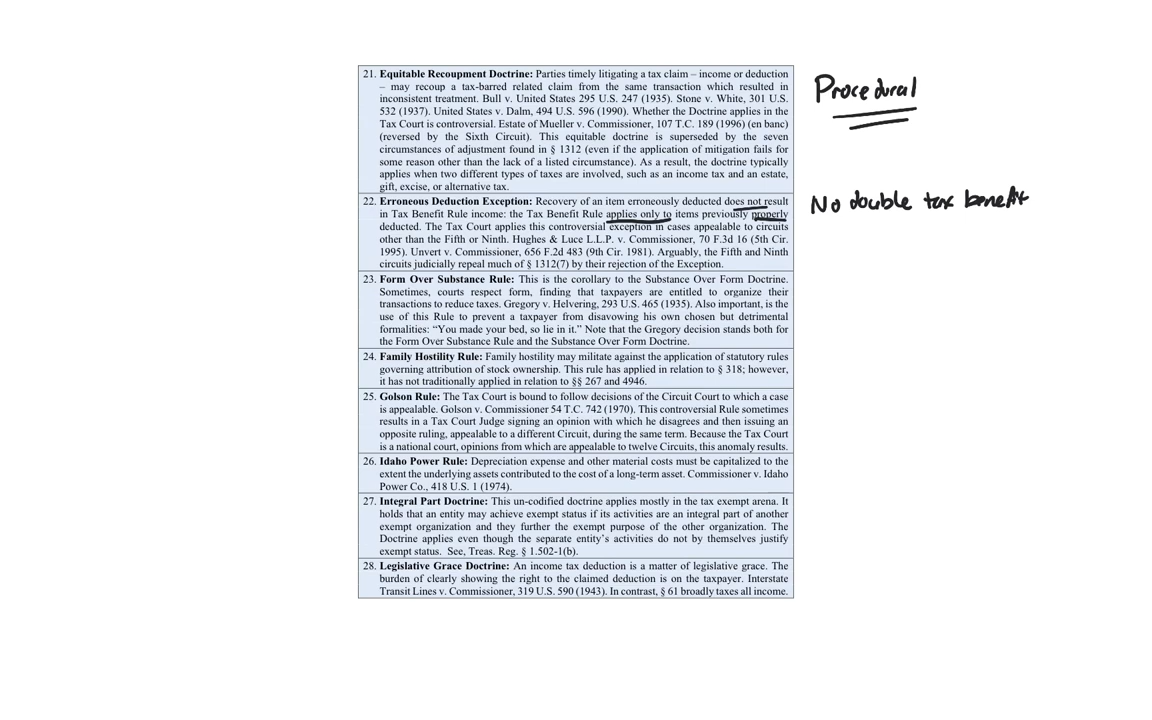 21. Equitable Recoupment Doctrine: Parties timely litigating a tax claim – income or deduction
– may recoup a tax-barred related claim from the same transaction which resulted in
inconsistent treatment. Bull v. United States 295 U.S. 247 (1935). Stone v. White, 301 U.S.
532 (1937). United States v. Dalm, 494 U.S. 596 (1990). Whether the Doctrine applies in the
Tax Court is controversial. Estate of Mueller v. Commissioner, 107 T.C. 189 (1996) (en banc)
(reversed by the Sixth Circuit). This equitable doctrine is superseded by the seven
circumstances of adjustment found in § 1312 (even if the application of mitigation fails for
some reason other than the lack of a listed circumstance). As a result, the doctrine typically
applies when two different types of taxes are involved, such as an income tax and an estate,
gift, excise, or alternative tax.
Procedural
22. Erroneous Deduction Exception: Recovery of an item erroneously deducted does not result
in Tax Benefit Rule income: the Tax Benefit Rule applies only to items previously properly
deducted. The Tax Court applies this controversial exception in cases appealable to circuits
other than the Fifth or Ninth. Hughes & Luce L.L.P. v. Commissioner, 70 F.3d 16 (5th Cir.
1995). Unvert v. Commissioner, 656 F.2d 483 (9th Cir. 1981). Arguably, the Fifth and Ninth
circuits judicially repeal much of § 1312(7) by their rejection of the Exception.
No double tax benefit
23. Form Over Substance Rule: This is the corollary to the Substance Over Form Doctrine.
Sometimes, courts respect form, finding that taxpayers are entitled to organize their
transactions to reduce taxes. Gregory v. Helvering, 293 U.S. 465 (1935). Also important, is the
use of this Rule to prevent a taxpayer from disavowing his own chosen but detrimental
formalities: “You made your bed, so lie in it.” Note that the Gregory decision stands both for
the Form Over Substance Rule and the Substance Over Form Doctrine.
24. Family Hostility Rule: Family hostility may militate against the application of statutory rules
governing attribution of stock ownership. This rule has applied in relation to § 318; however,
it has not traditionally applied in relation to §§ 267 and 4946.
25. Golson Rule: The Tax Court is bound to follow decisions of the Circuit Court to which a case
is appealable. Golson v. Commissioner 54 T.C. 742 (1970). This controversial Rule sometimes
results in a Tax Court Judge signing an opinion with which he disagrees and then issuing an
opposite ruling, appealable to a different Circuit, during the same term. Because the Tax Court
is a national court, opinions from which are appealable to twelve Circuits, this anomaly results.
26. Idaho Power Rule: Depreciation expense and other material costs must be capitalized to the
extent the underlying assets contributed to the cost of a long-term asset. Commissioner v. Idaho
Power Co., 418 U.S. 1 (1974).
27. Integral Part Doctrine: This un-codified doctrine applies mostly in the tax exempt arena. It
holds that an entity may achieve exempt status if its activities are an integral part of another
exempt organization and they further the exempt purpose of the other organization. The
Doctrine applies even though the separate entity’s activities do not by themselves justify
exempt status. See, Treas. Reg. § 1.502-1(b).
28. Legislative Grace Doctrine: An income tax deduction is a matter of legislative grace. The
burden of clearly showing the right to the claimed deduction is on the taxpayer. Interstate
Transit Lines v. Commissioner, 319 U.S. 590 (1943). In contrast, § 61 broadly taxes all income.